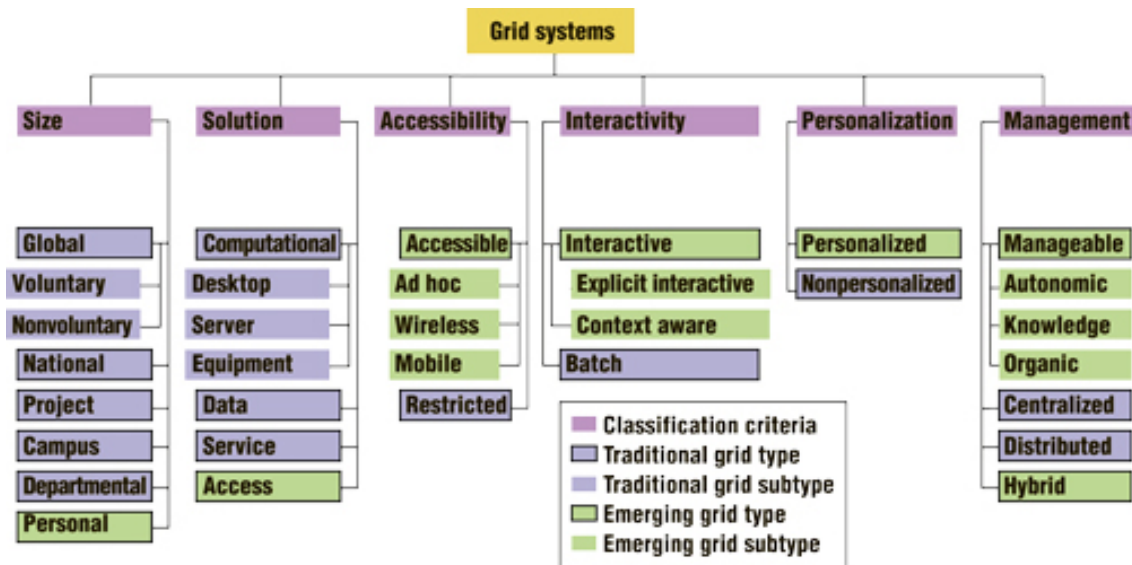 Grid systems
Size
Solution
Accessibility
Interactivity
Personalization
Management
Global
Voluntary
Nonvoluntary
National
Project
Campus
Departmental
Personal
Computational
Desktop
Server
Equipment
Data
Service
Access
Accessible
Ad hoc
Wireless
Mobile
Restricted
Interactive
Explicit interactive
Context aware
Batch
Personalized
Nonpersonalized
Manageable
Autonomic
Knowledge
Organic
Centralized
Distributed
Hybrid
Classification criteria
Traditional grid type
Traditional grid subtype
Emerging grid type
Emerging grid subtype